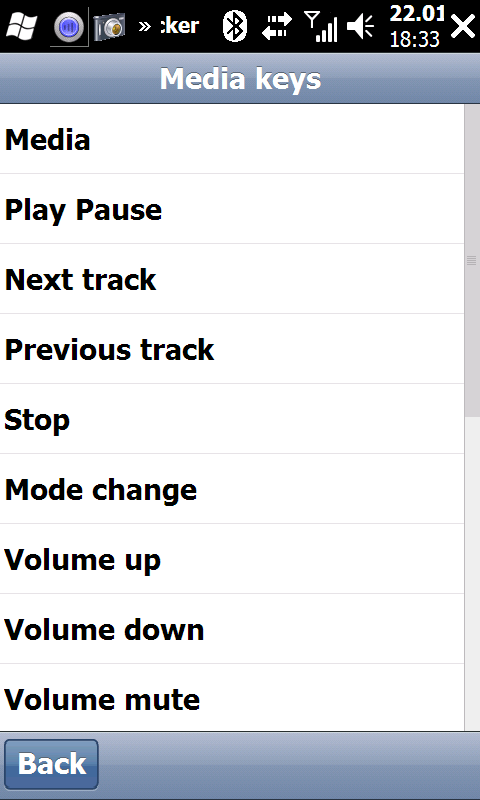 » cker 22.01
18:33
Media keys
Media
Play Pause
Next track
Previous track
Stop
Mode change
Volume up
Volume down
Volume mute
Back